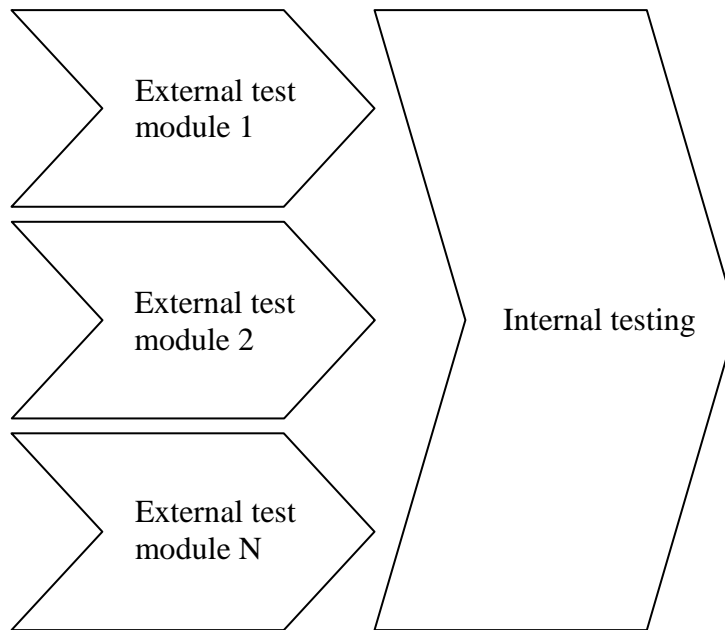 External test
module 1
External test
module 2
Internal testing
External test
module N